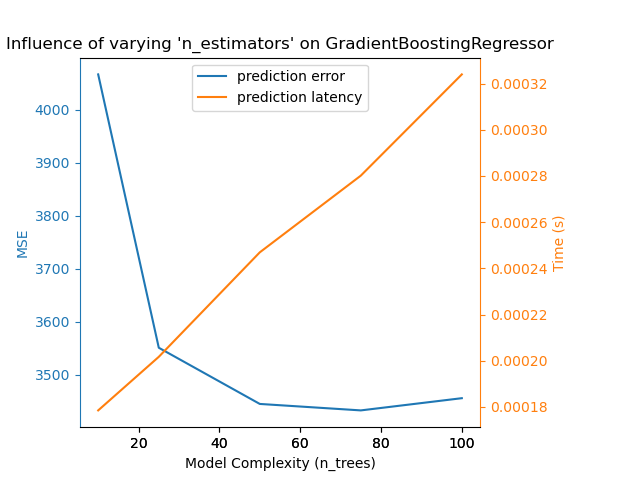 Influence of varying 'n_estimators' on GradientBoostingRegressor
prediction error
prediction latency
4000
3900
3800
3700
3600
3500
MSE
0.00032
0.00030
0.00028
0.00026
0.00024
0.00022
0.00020
0.00018
Time (s)
20 40 60 80 100
Model Complexity (n_trees)